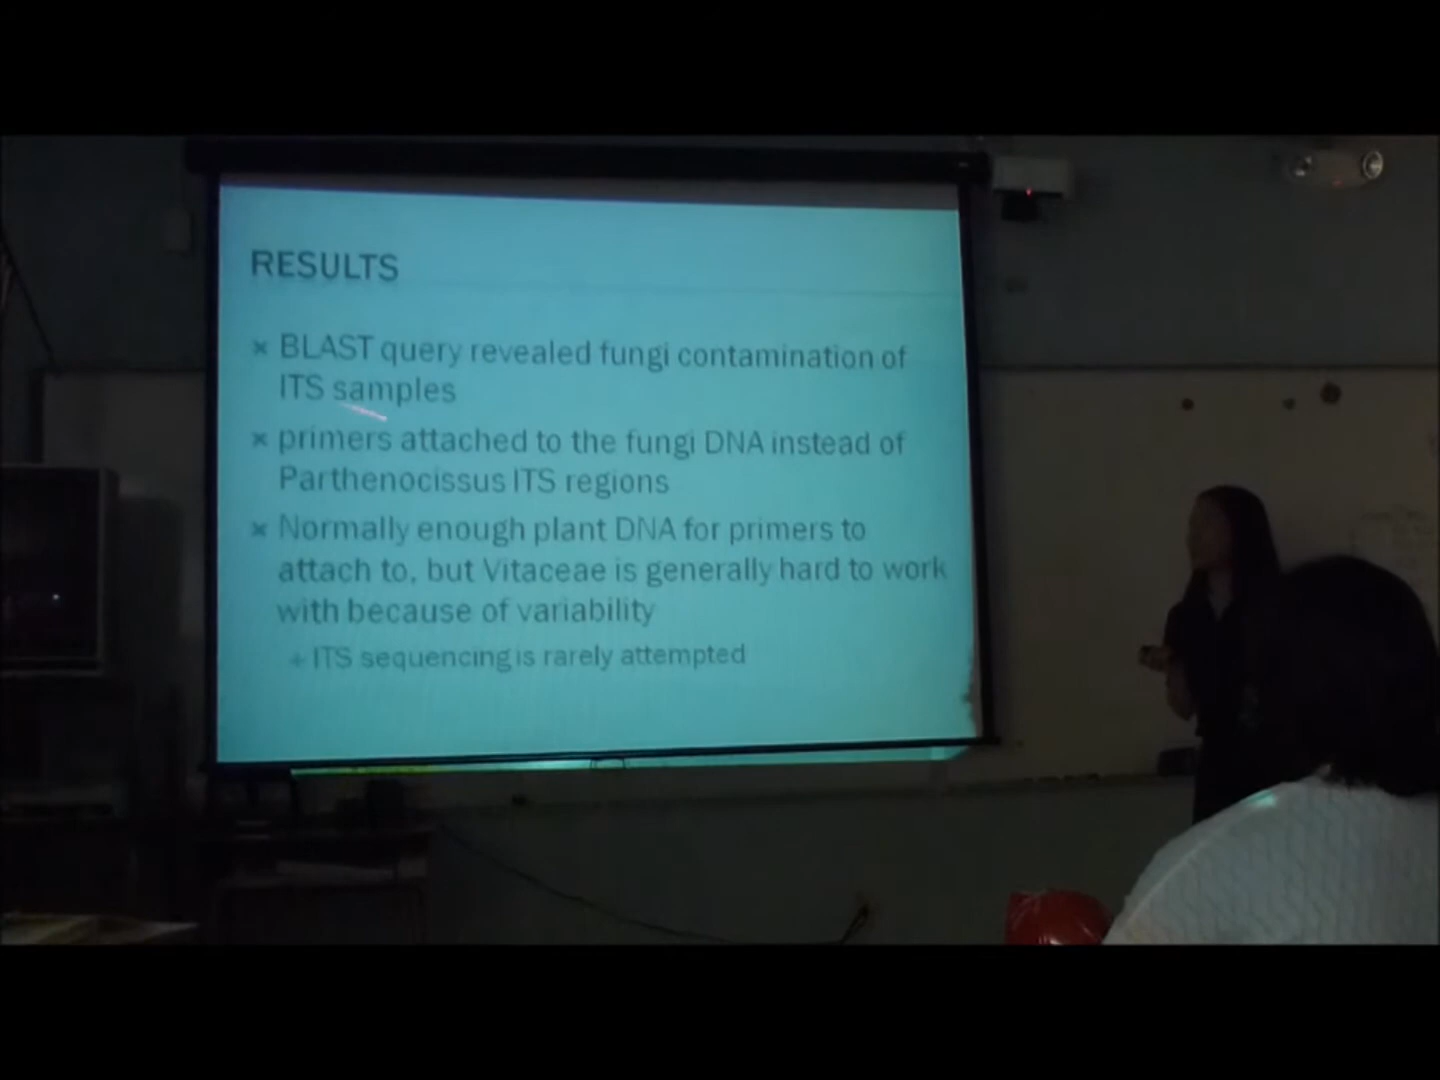 RESULTS
× BLAST query revealed fungi contamination of
ITS samples
× primers attached to the fungi DNA instead of
Parthenocissus ITS regions
× Normally enough plant DNA for primers to
attach to, but Vitaceae is generally hard to work
with because of variability
+ ITS sequencing is rarely attempted